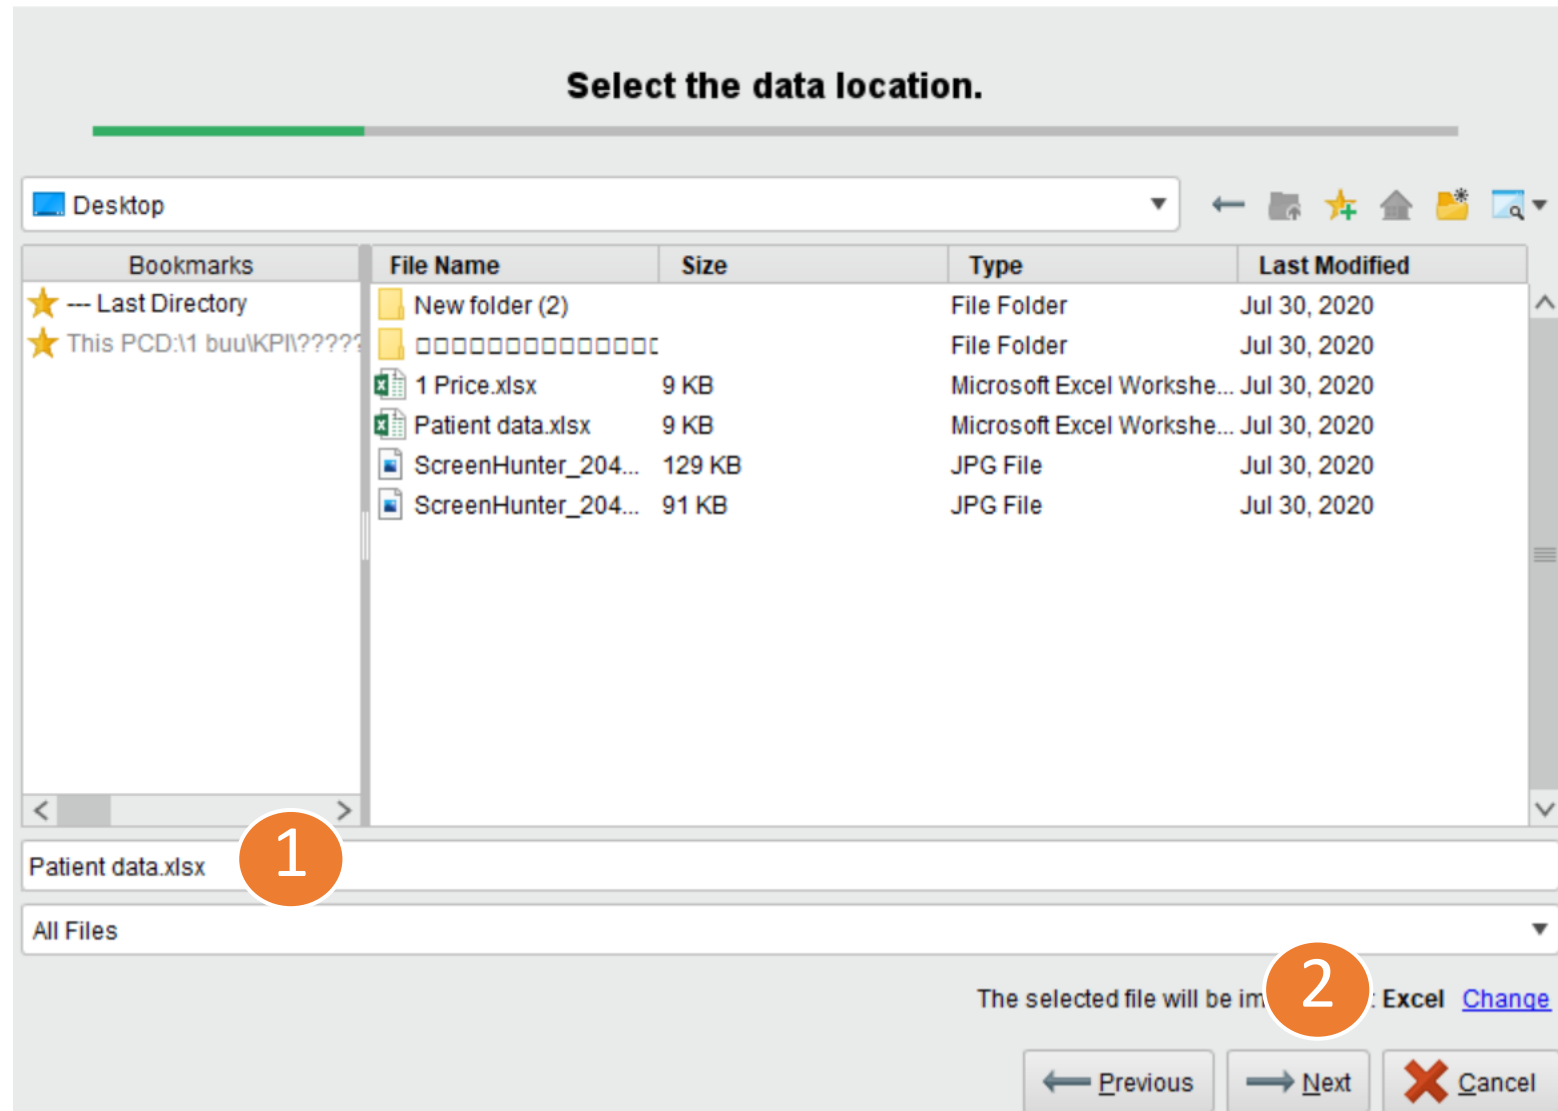 Select the data location.
Desktop
Bookmarks File Name Size Type Last Modified
--- Last Directory
This PCD:\1 buu\KPI\?????
New folder (2) File Folder Jul 30, 2020
File Folder Jul 30, 2020
1 Price.xlsx 9 KB Microsoft Excel Workshe... Jul 30, 2020
Patient data.xlsx 9 KB Microsoft Excel Workshe... Jul 30, 2020
ScreenHunter_204... 129 KB JPG File Jul 30, 2020
ScreenHunter_204... 91 KB JPG File Jul 30, 2020
Patient data.xlsx 1
All Files
The selected file will be im 2 : Excel Change
Previous Next Cancel